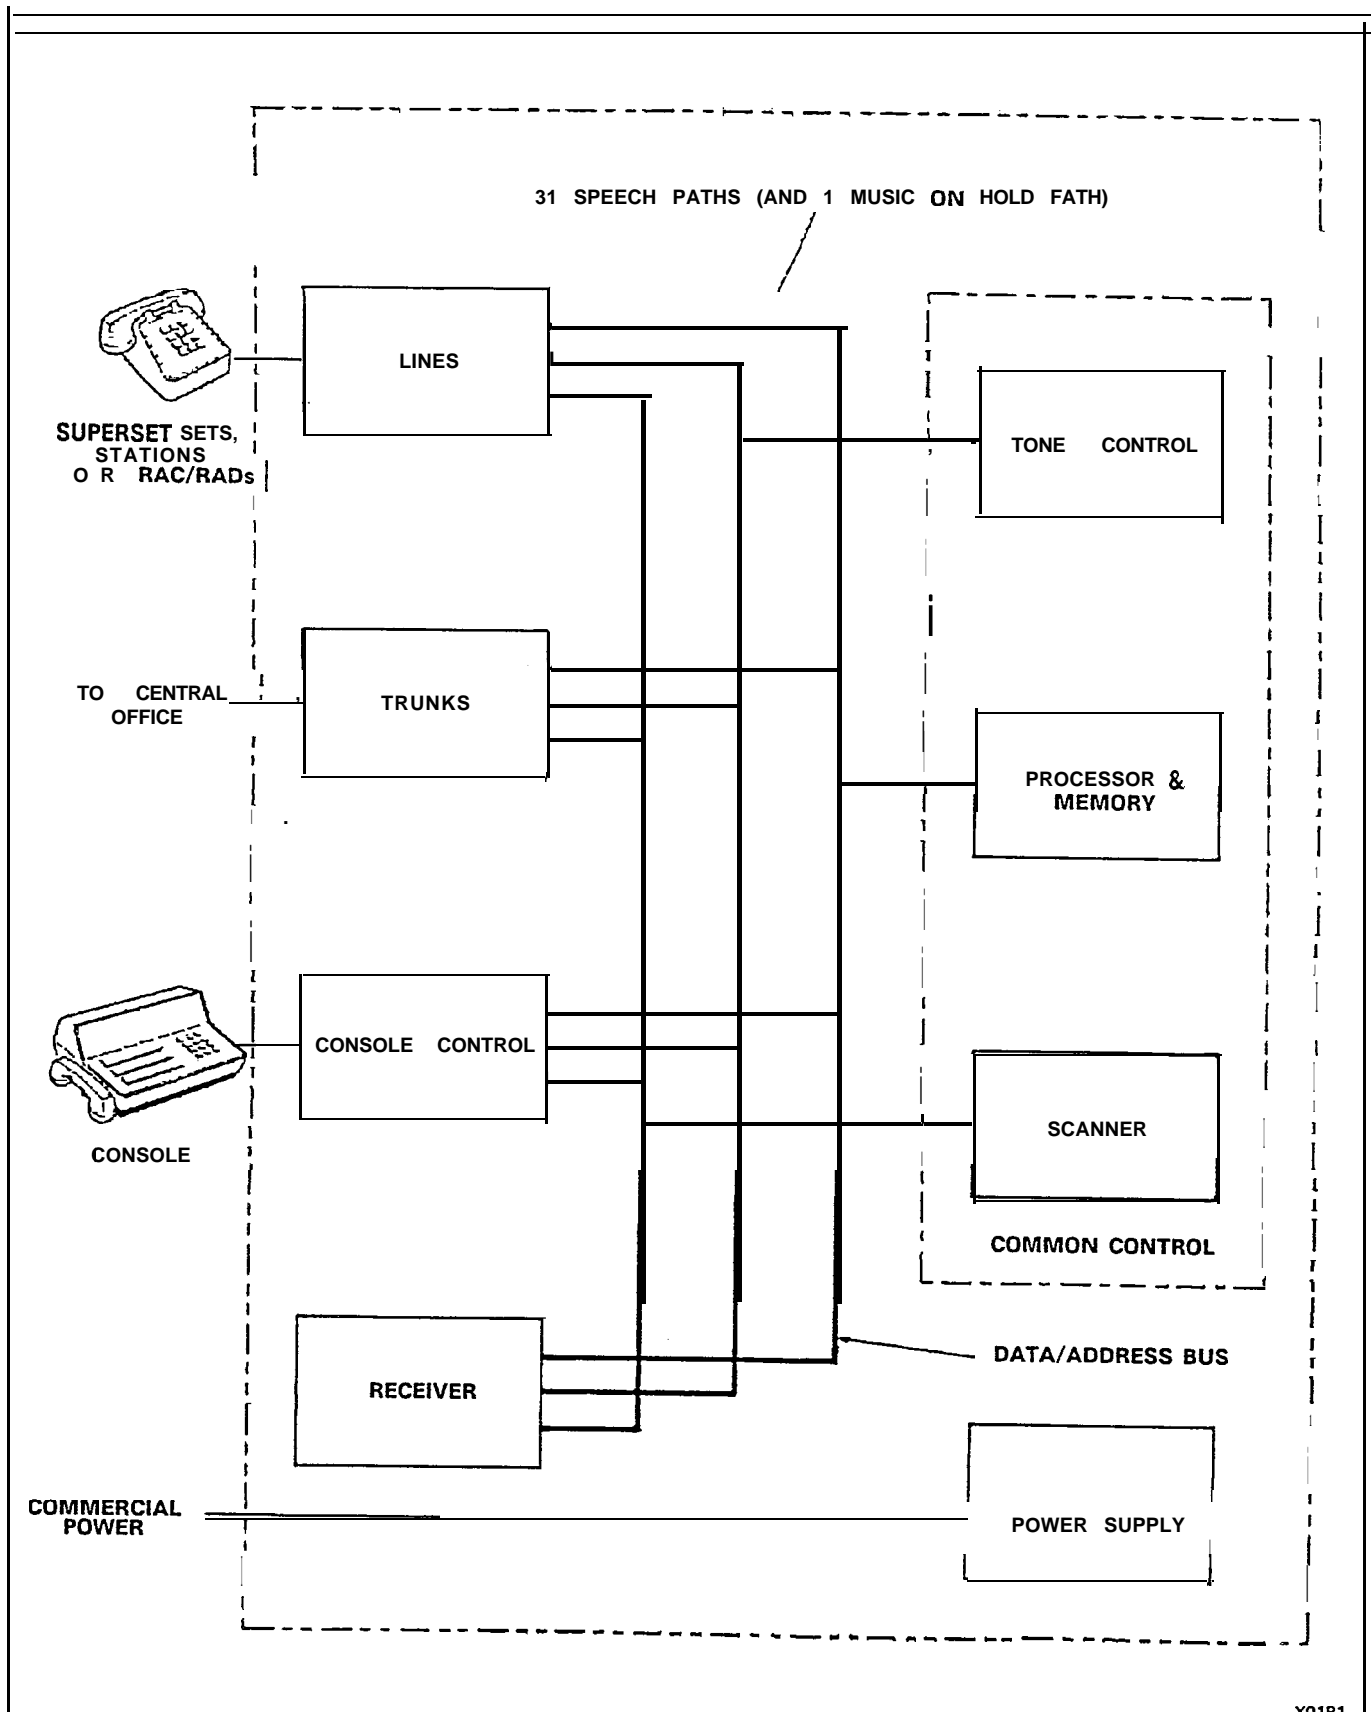 31 SPEECH PATHS (AND 1 MUSIC ON HOLD FATH)
LINES
SUPERSET SETS,
STATIONS
O R RAC/RADs
TONE CONTROL
TO CENTRAL
OFFICE
TRUNKS
PROCESSOR &
MEMORY
CONSOLE CONTROL
CONSOLE
SCANNER
COMMON CONTROL
RECEIVER
DATA/ADDRESS BUS
COMMERCIAL
POWER
POWER SUPPLY